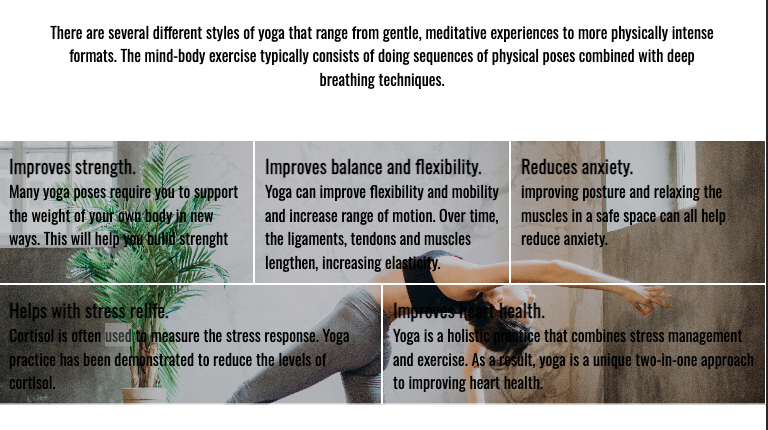 There are several different styles of yoga that range from gentle, meditative experiences to more physically intense
formats. The mind-body exercise typically consists of doing sequences of physical poses combined with deep
breathing techniques.
Improves strength.
Many yoga poses require you to support
the weight of your own body in new
ways. This will help you build strenght
Improves balance and flexibility.
Yoga can improve flexibility and mobility
and increase range of motion. Over time,
the ligaments, tendons and muscles
lengthen, increasing elasticity.
Reduces anxiety.
improving posture and relaxing the
muscles in a safe space can all help
reduce anxiety.
Helps with stress relife.
Cortisol is often used to measure the stress response. Yoga
practice has been demonstrated to reduce the levels of
cortisol.
Improves heart health.
Yoga is a holistic practice that combines stress management
and exercise. As a result, yoga is a unique two-in-one approach
to improving heart health.